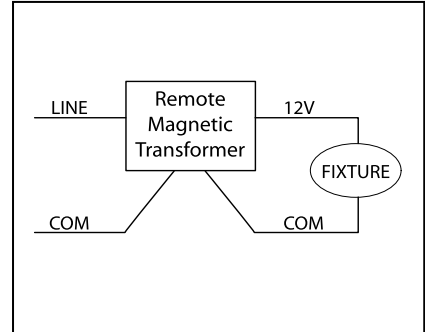 LINE
Remote
Magnetic
Transformer
12V
FIXTURE
COM
COM